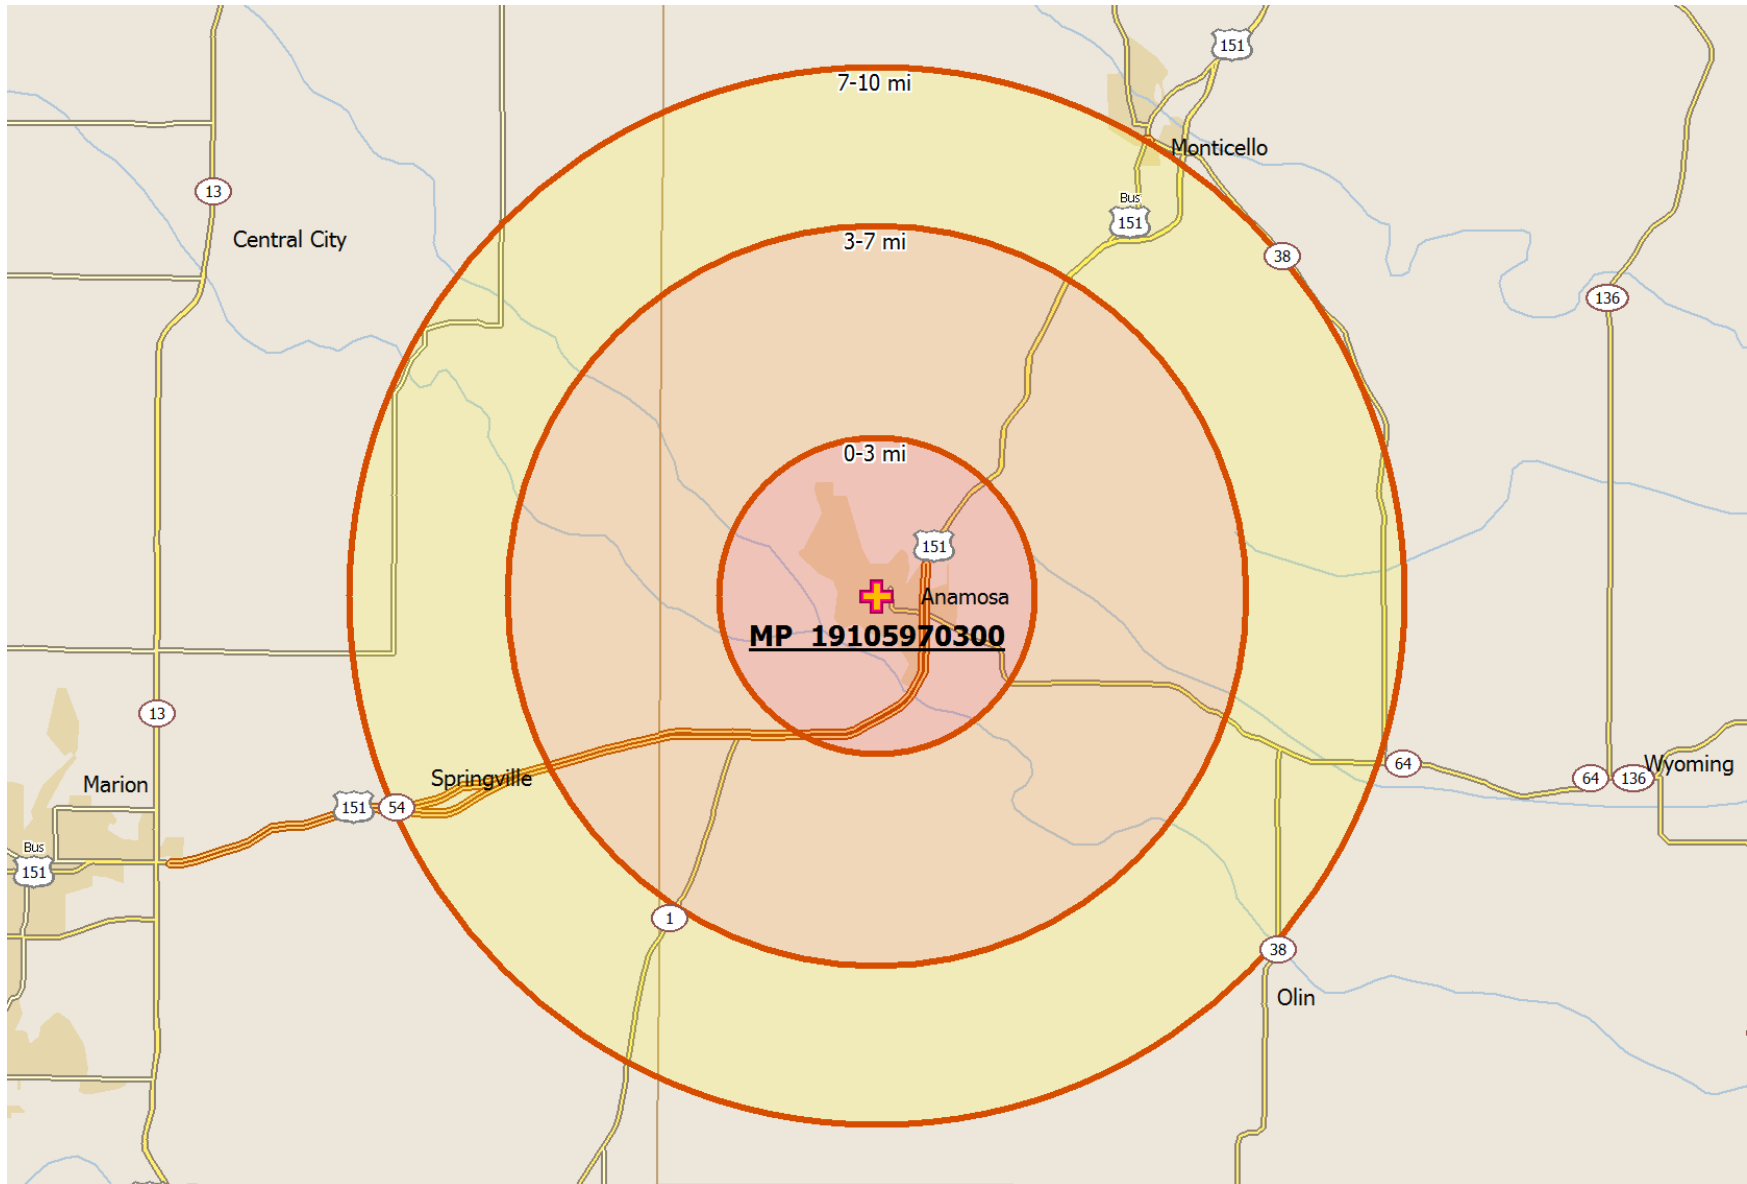 151
7-10 mi
Monticello
13
Bus
151
Central City
3-7 mi
38
136
0-3 mi
151
Anamosa
MP 19105970300
13
64
Wyoming
Springville
64
136
Marion
151
54
Bus
151
1
38
Olin